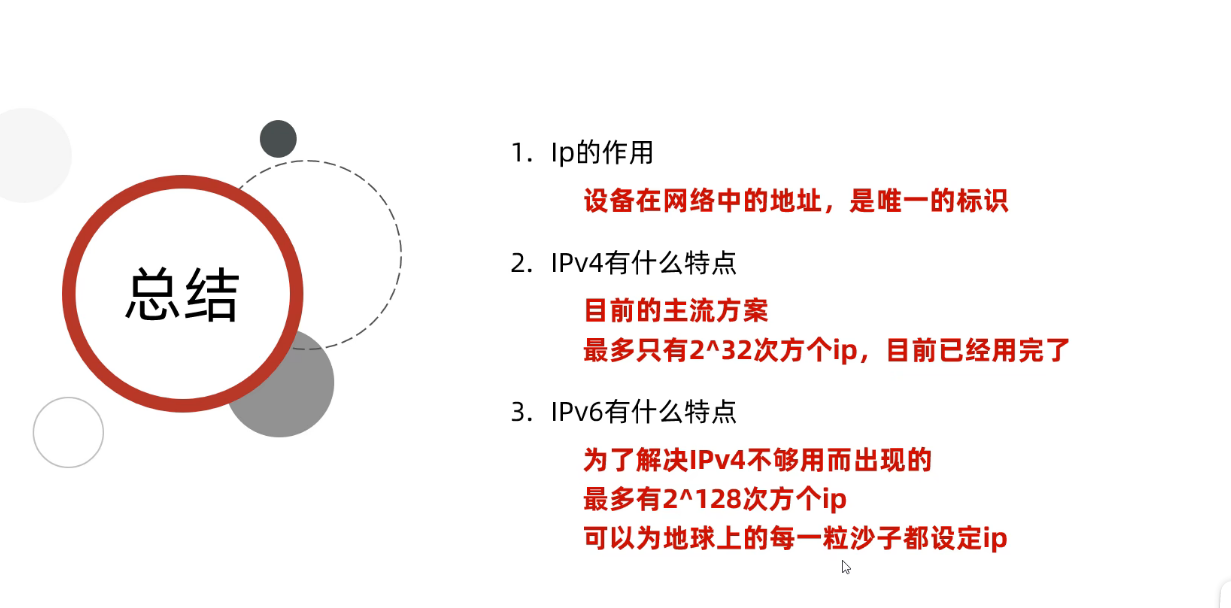 总结
1. Ip的作用
设备在网络中的地址，是唯一的标识
2. IPv4有什么特点
目前的主流方案
最多只有2^32次方个ip，目前已经用完了
3. IPv6有什么特点
为了解决IPv4不够用而出现的
最多有2^128次方个ip
可以为地球上的每一粒沙子都设定ip